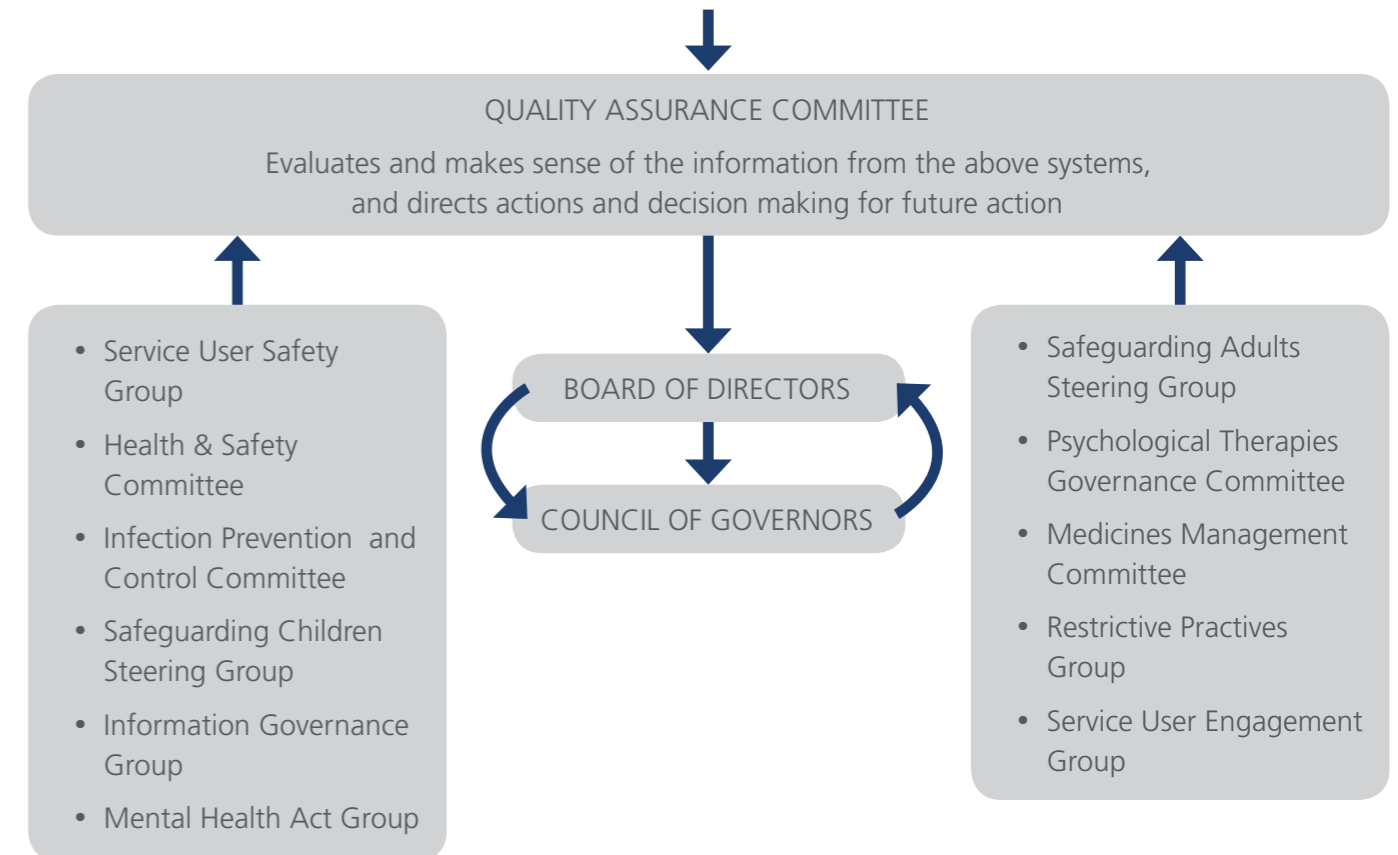 QUALITY ASSURANCE COMMITTEE
Evaluates and makes sense of the information from the above systems,
and directs actions and decision making for future action
• Service User Safety
Group
• Health & Safety
Committee
• Infection Prevention  and
Control Committee
• Safeguarding Children
Steering Group
• Information Governance
Group
• Mental Health Act Group
BOARD OF DIRECTORS
COUNCIL OF GOVERNORS
• Safeguarding Adults
Steering Group
• Psychological Therapies
Governance Committee
• Medicines Management
Committee
• Restrictive Practives
Group
• Service User Engagement
Group